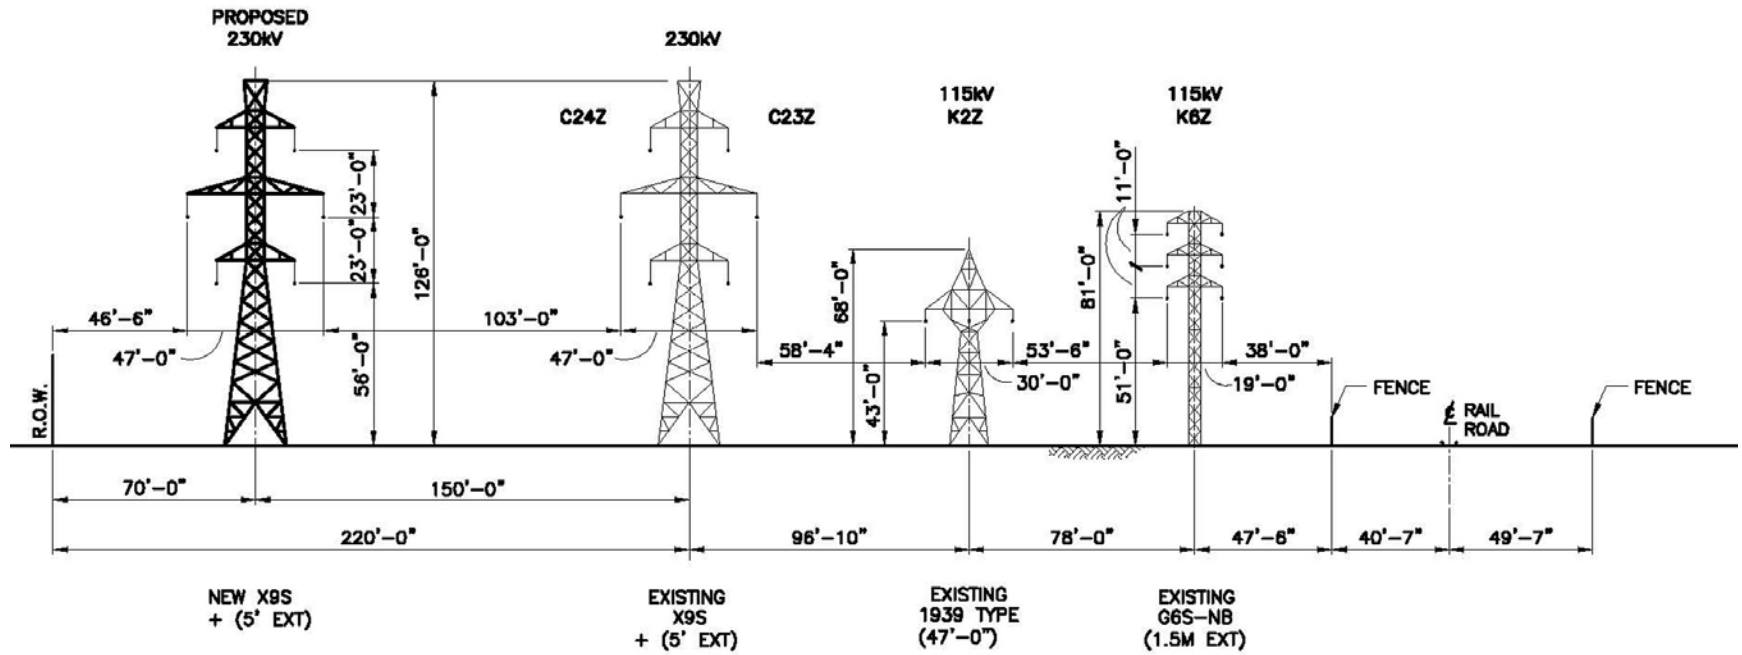 PROPOSED
230kV
230kV
115kV
K2Z
115kV
K6Z
C24Z
C23Z
23'-0"
23'-0"
126'-0"
11'-0"
68'-0"
81'-0"
46'-6"
103'-0"
47'-0"
47'-0"
56'-0"
58'-4"
53'-6"
38'-0"
43'-0"
30'-0"
51'-0"
19'-0"
R.O.W.
FENCE
FENCE
℄ RAIL
ROAD
70'-0"
150'-0"
220'-0"
96'-10"
78'-0"
47'-6"
40'-7"
49'-7"
NEW X9S
+ (5' EXT)
EXISTING
X9S
+ (5' EXT)
EXISTING
1939 TYPE
(47'-0")
EXISTING
G6S-NB
(1.5M EXT)